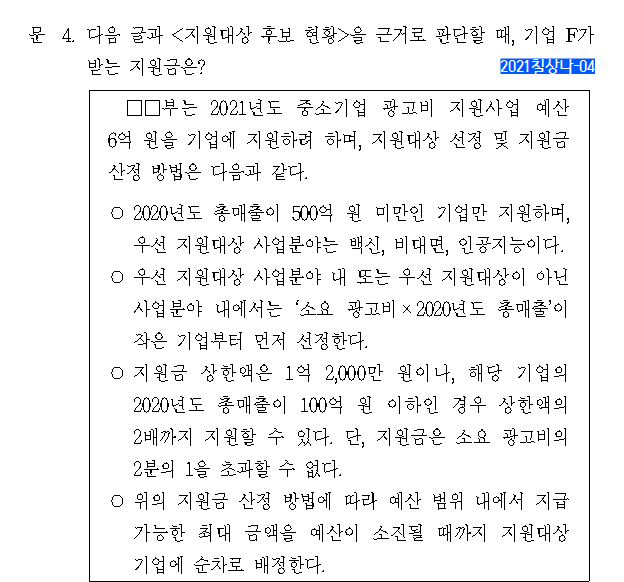 문 4. 다음 글과 <지원대상 후보 현황>을 근거로 판단할 때, 기업 F가
받는 지원금은?
2021칠상나-04
□□부는 2021년도 중소기업 광고비 지원사업 예산
6억 원을 기업에 지원하려 하며, 지원대상 선정 및 지원금
산정 방법은 다음과 같다.
○ 2020년도 총매출이 500억 원 미만인 기업만 지원하며,
우선 지원대상 사업분야는 백신, 비대면, 인공지능이다.
○ 우선 지원대상 사업분야 내 또는 우선 지원대상이 아닌
사업분야 내에서는 ‘소요 광고비×2020년도 총매출’이
작은 기업부터 먼저 선정한다.
○ 지원금 상한액은 1억 2,000만 원이나, 해당 기업의
2020년도 총매출이 100억 원 이하인 경우 상한액의
2배까지 지원할 수 있다. 단, 지원금은 소요 광고비의
2분의 1을 초과할 수 없다.
○ 위의 지원금 산정 방법에 따라 예산 범위 내에서 지급
가능한 최대 금액을 예산이 소진될 때까지 지원대상
기업에 순차로 배정한다.